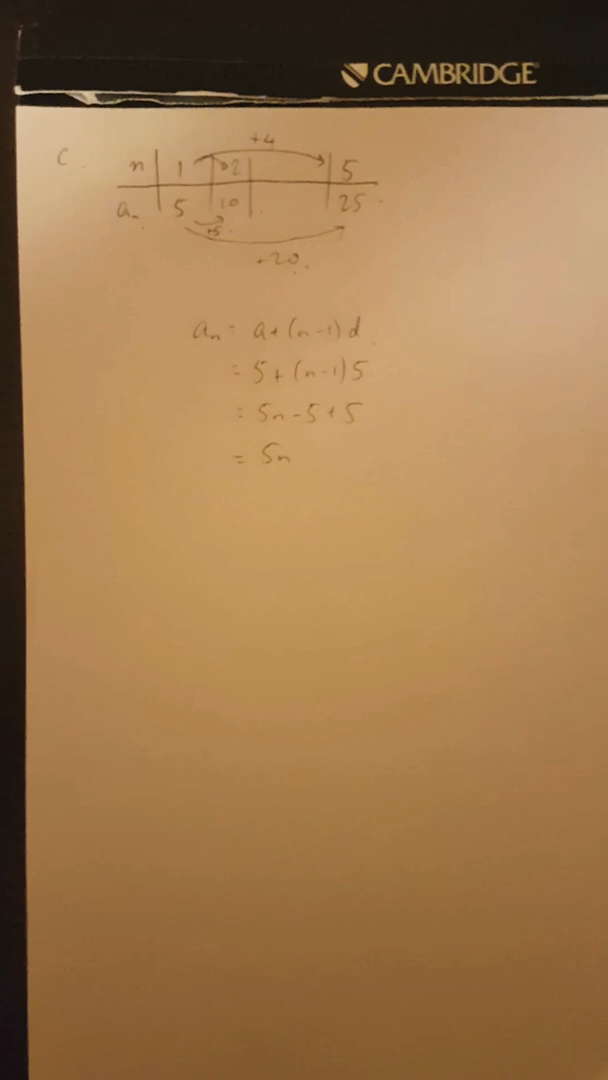 CAMBRIDGE
C.
+4
n 1 2 5
aₙ 5 10 25
+5
+20
aₙ = a+(n-1)d
= 5+(n-1)5
= 5n-5+5
= 5n